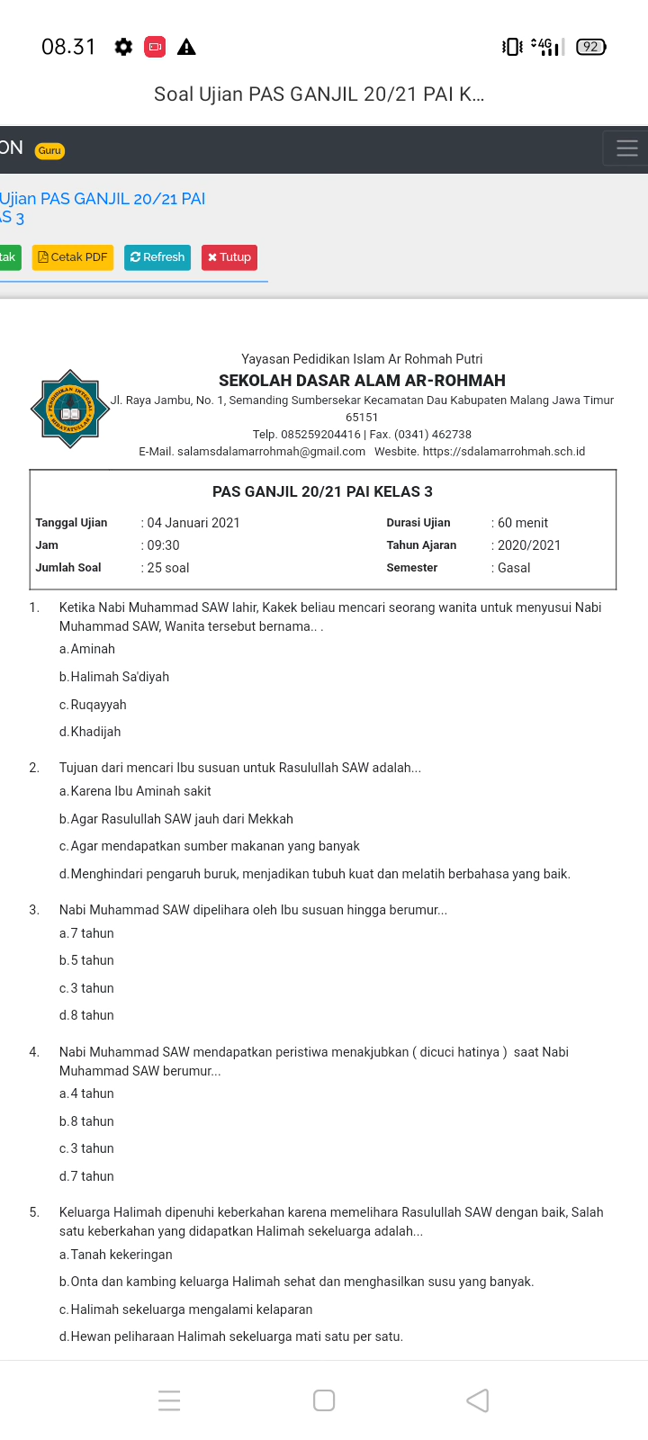 08.31
4G
92
Soal Ujian PAS GANJIL 20/21 PAI K...
ON Guru
Ujian PAS GANJIL 20/21 PAI
S 3
tak Cetak PDF Refresh Tutup
Yayasan Pedidikan Islam Ar Rohmah Putri
SEKOLAH DASAR ALAM AR-ROHMAH
Jl. Raya Jambu, No. 1, Semanding Sumbersekar Kecamatan Dau Kabupaten Malang Jawa Timur
65151
Telp. 085259204416 | Fax. (0341) 462738
E-Mail. salamsdalamarrohmah@gmail.com Wesbite. https://sdalamarrohmah.sch.id
PENDIDIKAN INTEGRAL
HIDAYATULLAH
PAS GANJIL 20/21 PAI KELAS 3
Tanggal Ujian : 04 Januari 2021 Durasi Ujian : 60 menit
Jam : 09:30 Tahun Ajaran : 2020/2021
Jumlah Soal : 25 soal Semester : Gasal
1. Ketika Nabi Muhammad SAW lahir, Kakek beliau mencari seorang wanita untuk menyusui Nabi
Muhammad SAW, Wanita tersebut bernama.. .
a.Aminah
b.Halimah Sa'diyah
c.Ruqayyah
d.Khadijah
2. Tujuan dari mencari Ibu susuan untuk Rasulullah SAW adalah...
a.Karena Ibu Aminah sakit
b.Agar Rasulullah SAW jauh dari Mekkah
c.Agar mendapatkan sumber makanan yang banyak
d.Menghindari pengaruh buruk, menjadikan tubuh kuat dan melatih berbahasa yang baik.
3. Nabi Muhammad SAW dipelihara oleh Ibu susuan hingga berumur...
a.7 tahun
b.5 tahun
c.3 tahun
d.8 tahun
4. Nabi Muhammad SAW mendapatkan peristiwa menakjubkan ( dicuci hatinya ) saat Nabi
Muhammad SAW berumur...
a.4 tahun
b.8 tahun
c.3 tahun
d.7 tahun
5. Keluarga Halimah dipenuhi keberkahan karena memelihara Rasulullah SAW dengan baik, Salah
satu keberkahan yang didapatkan Halimah sekeluarga adalah...
a.Tanah kekeringan
b.Onta dan kambing keluarga Halimah sehat dan menghasilkan susu yang banyak.
c.Halimah sekeluarga mengalami kelaparan
d.Hewan peliharaan Halimah sekeluarga mati satu per satu.